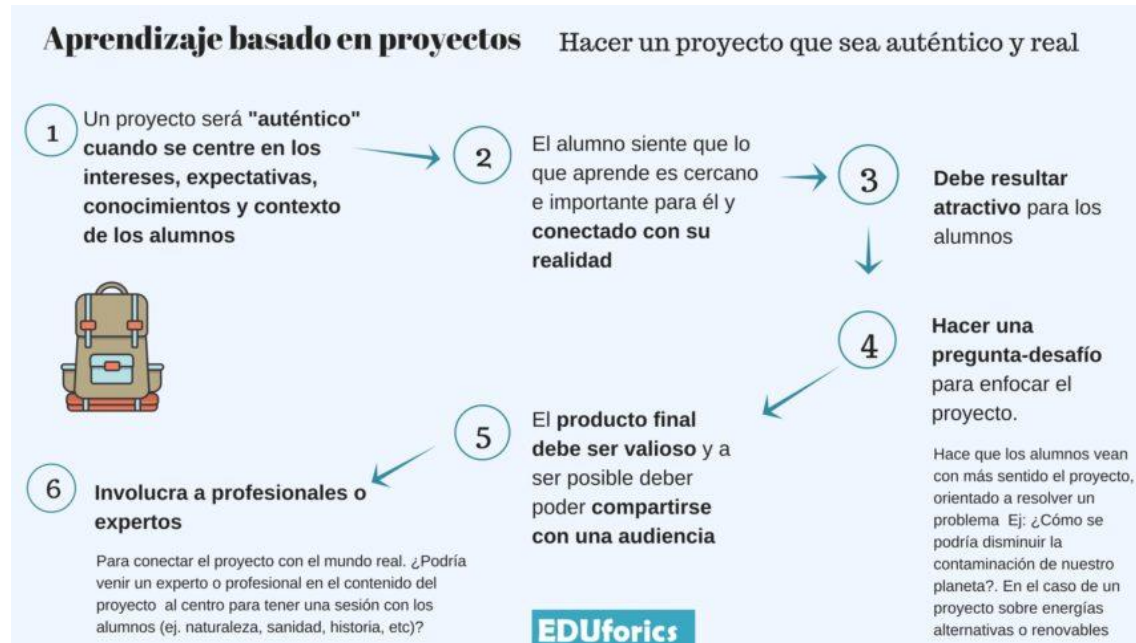 Aprendizaje basado en proyectos
Hacer un proyecto que sea auténtico y real
1
Un proyecto será "auténtico"
cuando se centre en los
intereses, expectativas,
conocimientos y contexto
de los alumnos
2
El alumno siente que lo
que aprende es cercano
e importante para él y
conectado con su
realidad
3
Debe resultar
atractivo para los
alumnos
4
Hacer una
pregunta-desafío
para enfocar el
proyecto.
Hace que los alumnos vean
con más sentido el proyecto,
orientado a resolver un
problema Ej: ¿Cómo se
podría disminuir la
contaminación de nuestro
planeta?. En el caso de un
proyecto sobre energías
alternativas o renovables
5
El producto final
debe ser valioso y a
ser posible deber
poder compartirse
con una audiencia
6
Involucra a profesionales o
expertos
Para conectar el proyecto con el mundo real. ¿Podría
venir un experto o profesional en el contenido del
proyecto al centro para tener una sesión con los
alumnos (ej. naturaleza, sanidad, historia, etc)?
EDUforics